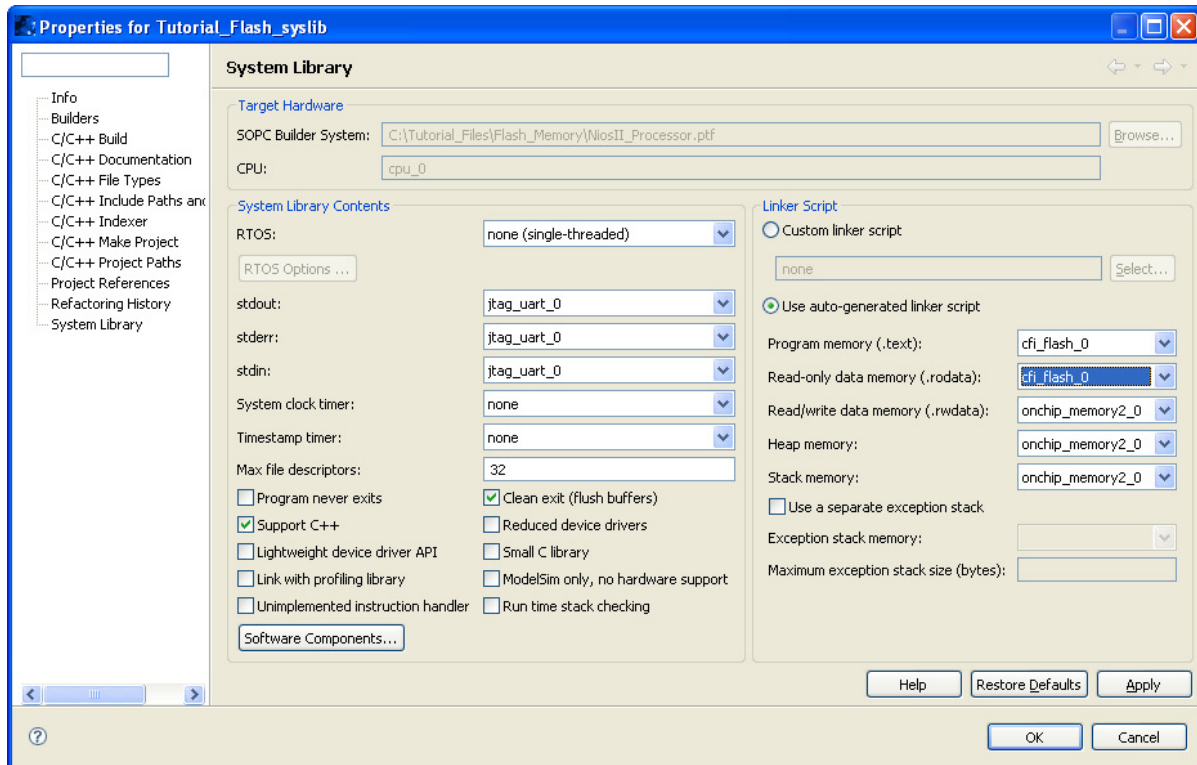 Properties for Tutorial_Flash_syslib
Info
Builders
C/C++ Build
C/C++ Documentation
C/C++ File Types
C/C++ Include Paths and
C/C++ Indexer
C/C++ Make Project
C/C++ Project Paths
Project References
Refactoring History
System Library
System Library
Target Hardware
SOPC Builder System: C:\Tutorial_Files\Flash_Memory\NiosII_Processor.ptf Browse...
CPU: cpu_0
System Library Contents
RTOS: none (single-threaded)
RTOS Options ...
stdout: jtag_uart_0
stderr: jtag_uart_0
stdin: jtag_uart_0
System clock timer: none
Timestamp timer: none
Max file descriptors: 32
Program never exits Clean exit (flush buffers)
Support C++ Reduced device drivers
Lightweight device driver API Small C library
Link with profiling library ModelSim only, no hardware support
Unimplemented instruction handler Run time stack checking
Software Components...
Linker Script
Custom linker script
none Select...
Use auto-generated linker script
Program memory (.text): cfi_flash_0
Read-only data memory (.rodata): cfi_flash_0
Read/write data memory (.rwdata): onchip_memory2_0
Heap memory: onchip_memory2_0
Stack memory: onchip_memory2_0
Use a separate exception stack
Exception stack memory:
Maximum exception stack size (bytes):
Help Restore Defaults Apply
? OK Cancel